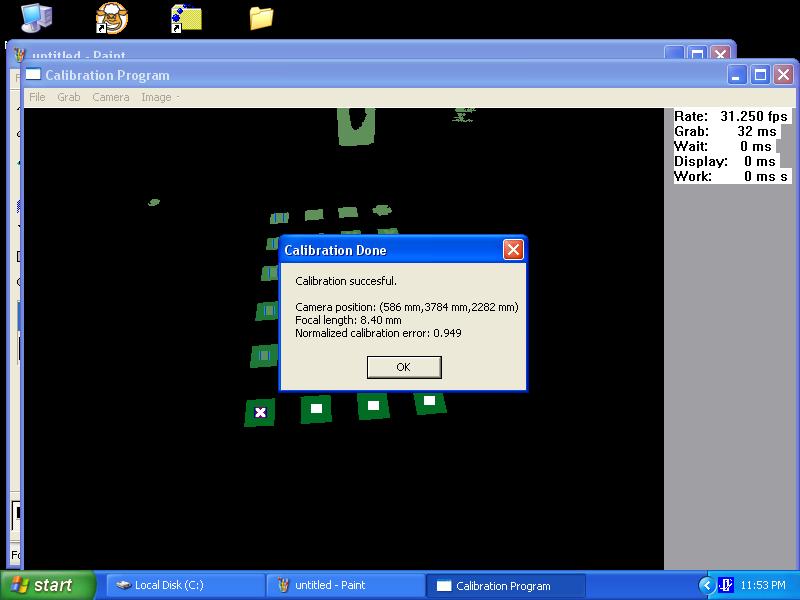 untitled - Paint
Calibration Program
File Grab Camera Image
Rate: 31.250 fps
Grab: 32 ms
Wait: 0 ms
Display: 0 ms
Work: 0 ms s
Calibration Done
Calibration succesful.
Camera position: (586 mm,3784 mm,2282 mm)
Focal length: 8.40 mm
Normalized calibration error: 0.949
OK
start
Local Disk (C:)
untitled - Paint
Calibration Program
11:53 PM